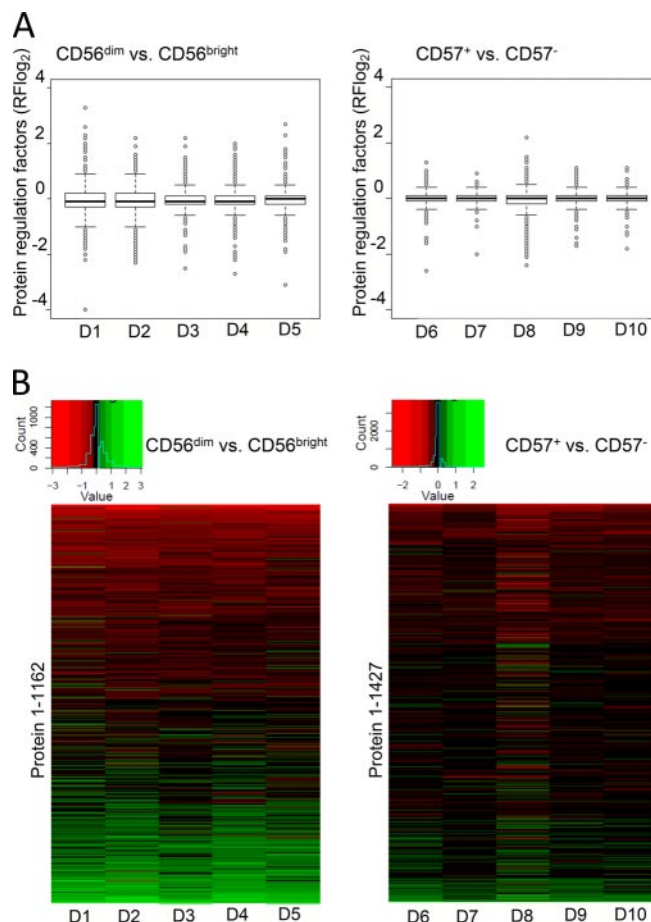 A
CD56dim vs. CD56bright
CD57+ vs. CD57-
Protein regulation factors (RFlog2)
4
2
0
-2
-4
D1 D2 D3 D4 D5
Protein regulation factors (RFlog2)
4
2
0
-2
-4
D6 D7 D8 D9 D10
B
Count
0 400 1000
-3 -1 0 1 2 3
Value
CD56dim vs. CD56bright
Count
0 2000
-2 0 1 2
Value
CD57+ vs. CD57-
Protein 1-1162
D1 D2 D3 D4 D5
Protein 1-1427
D6 D7 D8 D9 D10